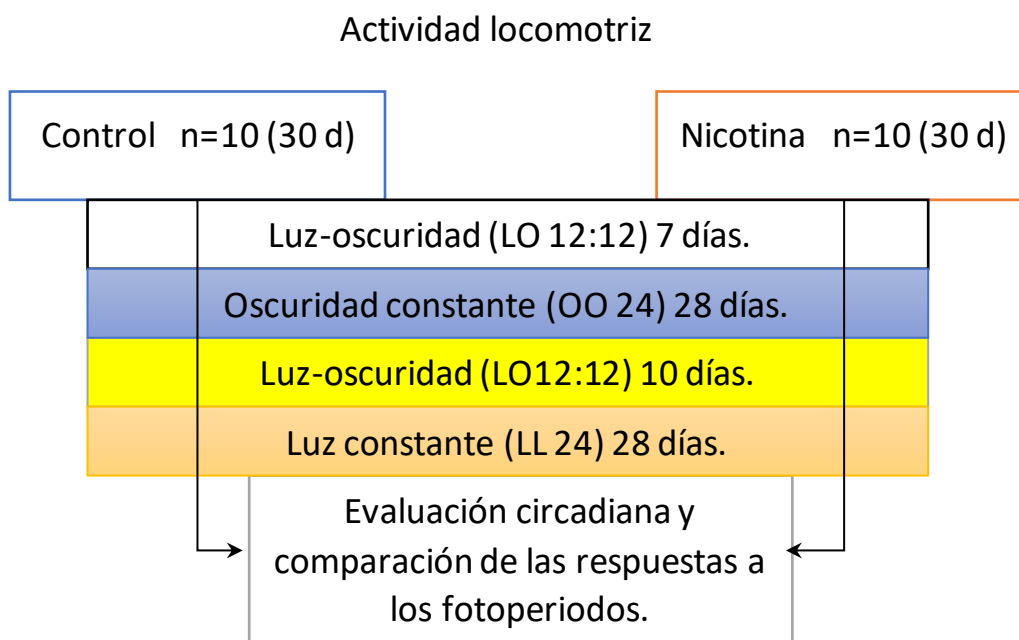 Actividad locomotriz
Control n=10 (30 d)
Nicotina n=10 (30 d)
Luz-oscuridad (LO 12:12) 7 días.
Oscuridad constante (OO 24) 28 días.
Luz-oscuridad (LO12:12) 10 días.
Luz constante (LL 24) 28 días.
Evaluación circadiana y
comparación de las respuestas a
los fotoperiodos.